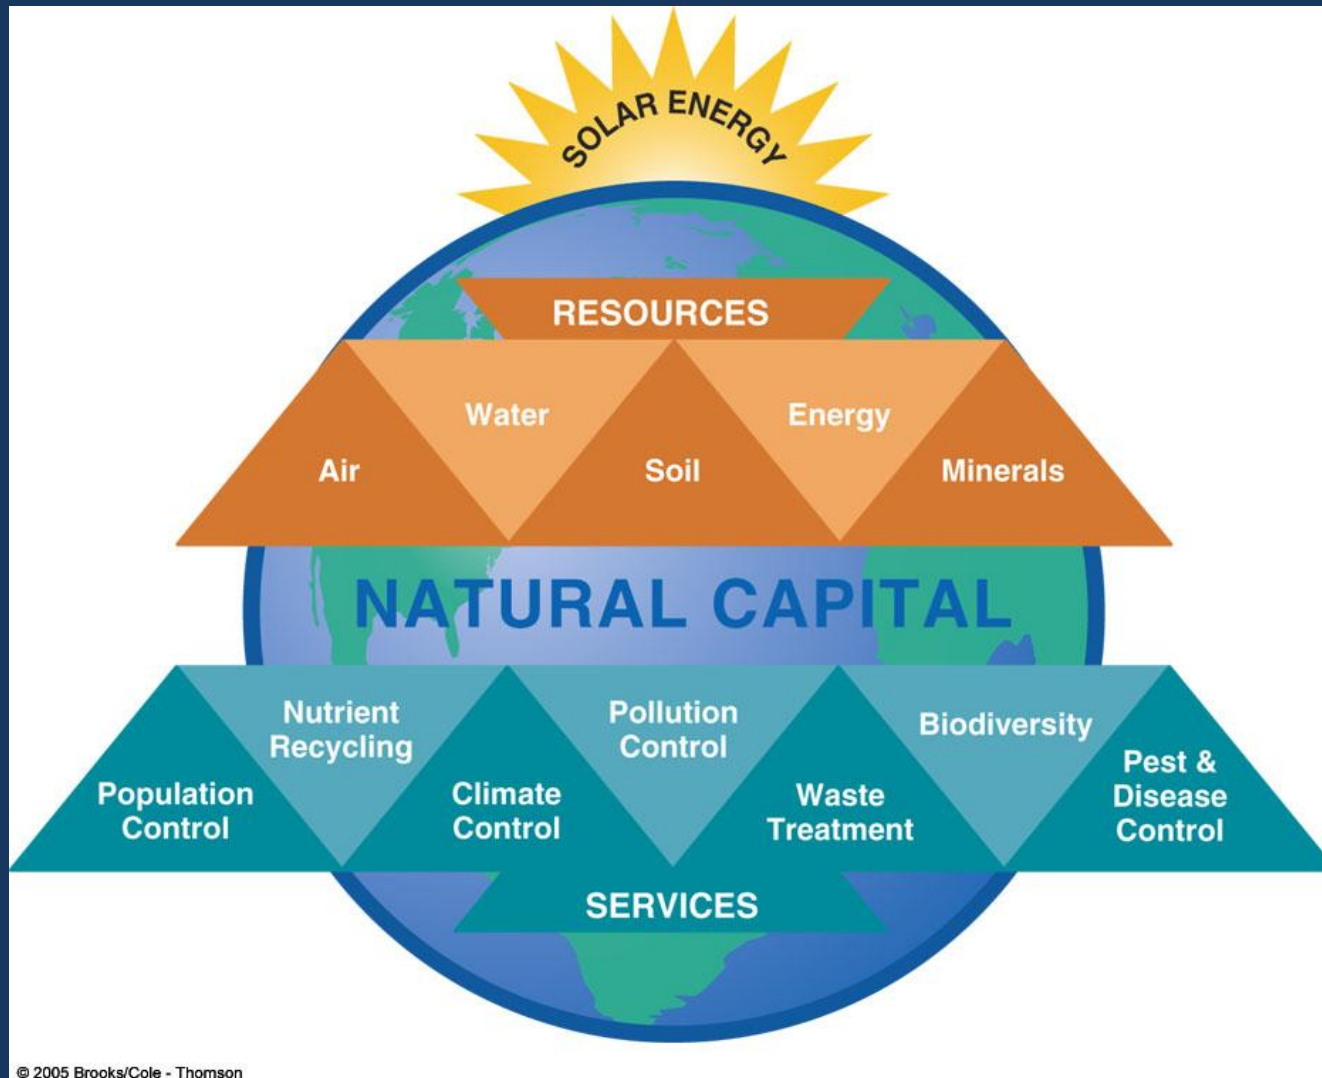 SOLAR ENERGY
RESOURCES
Water
Energy
Air
Soil
Minerals
NATURAL CAPITAL
Nutrient
Recycling
Pollution
Control
Biodiversity
Population
Control
Climate
Control
Waste
Treatment
Pest &
Disease
Control
SERVICES
© 2005 Brooks/Cole - Thomson